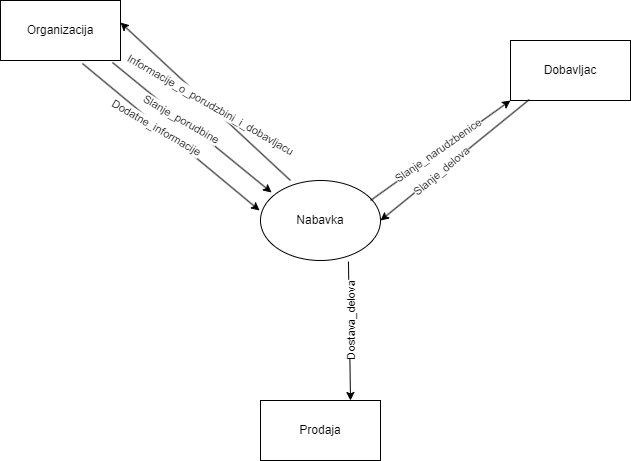 Organizacija
Dobavljac
Informacije_o_porudzbini_i_dobavljacu
Slanje_porudbine
Dodatne_informacije
Slanje_narudzbenice
Slanje_delova
Nabavka
Dostava_delova
Prodaja